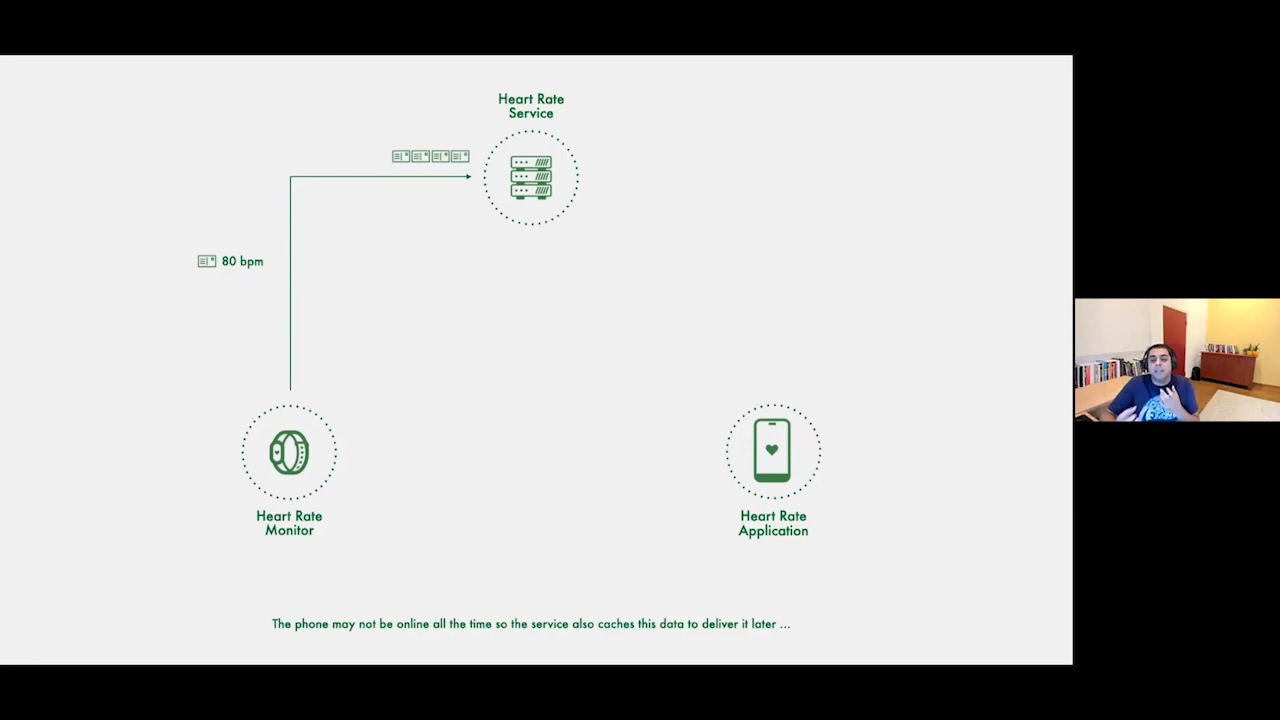 Heart Rate
Service
80 bpm
Heart Rate
Monitor
Heart Rate
Application
The phone may not be online all the time so the service also caches this data to deliver it later ...